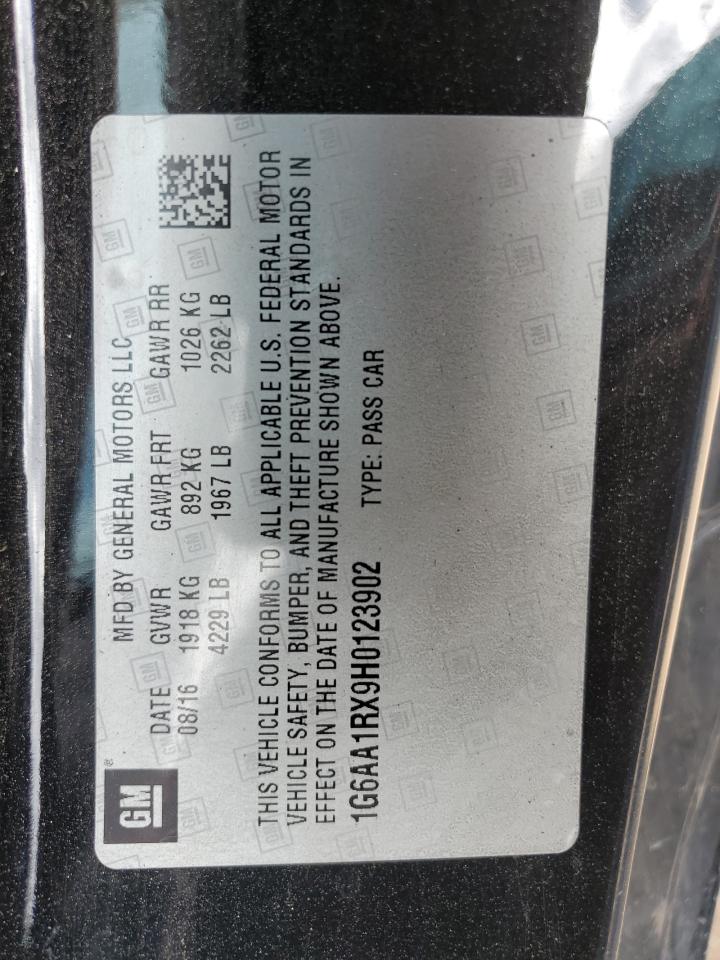 GM
®
MFD BY GENERAL MOTORS LLC
DATE GVWR GAWR FRT GAWR RR
08/16 1918 KG 892 KG 1026 KG
4229 LB 1967 LB 2262 LB
THIS VEHICLE CONFORMS TO ALL APPLICABLE U.S. FEDERAL MOTOR
VEHICLE SAFETY, BUMPER, AND THEFT PREVENTION STANDARDS IN
EFFECT ON THE DATE OF MANUFACTURE SHOWN ABOVE.
1G6AA1RX9H0123902 TYPE: PASS CAR